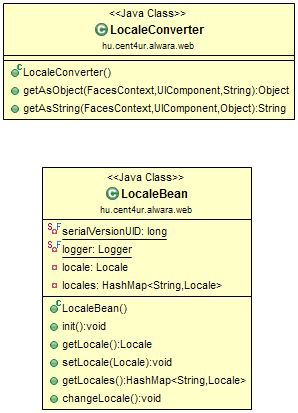 <<Java Class>>
LocaleConverter
hu.cent4ur.alwara.web
LocaleConverter()
getAsObject(FacesContext,UIComponent,String):Object
getAsString(FacesContext,UIComponent,Object):String
<<Java Class>>
LocaleBean
hu.cent4ur.alwara.web
serialVersionUID: long
logger: Logger
locale: Locale
locales: HashMap<String,Locale>
LocaleBean()
init():void
getLocale():Locale
setLocale(Locale):void
getLocales():HashMap<String,Locale>
changeLocale():void